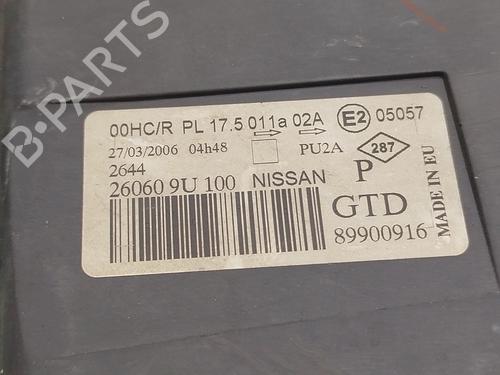 B-PARTS
00HC/R PL 17.5 011a 02A E2 05057
27/03/2006 04h48 PU2A 287
2644 P
26060 9U 100 NISSAN
GTD
89900916
MADE IN EU